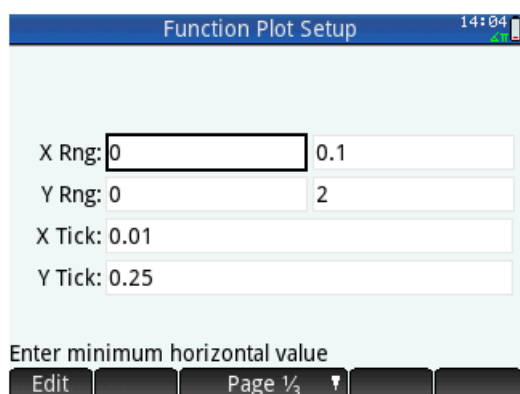 Function Plot Setup 14:04
∡π
X Rng: 0 0.1
Y Rng: 0 2
X Tick: 0.01
Y Tick: 0.25
Enter minimum horizontal value
Edit Page ⅓